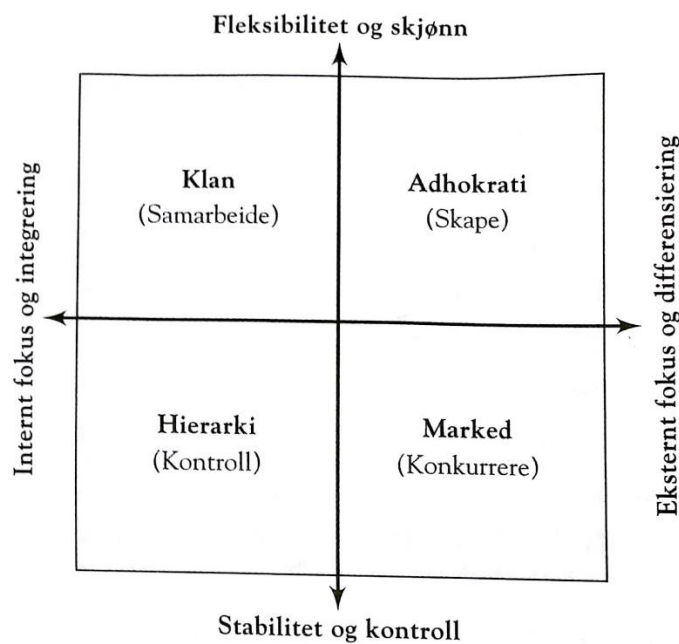 Fleksibilitet og skjønn
Internt fokus og integrering
Klan
(Samarbeide)
Adhokrati
(Skape)
Eksternt fokus og differensiering
Hierarki
(Kontroll)
Marked
(Konkurrere)
Stabilitet og kontroll